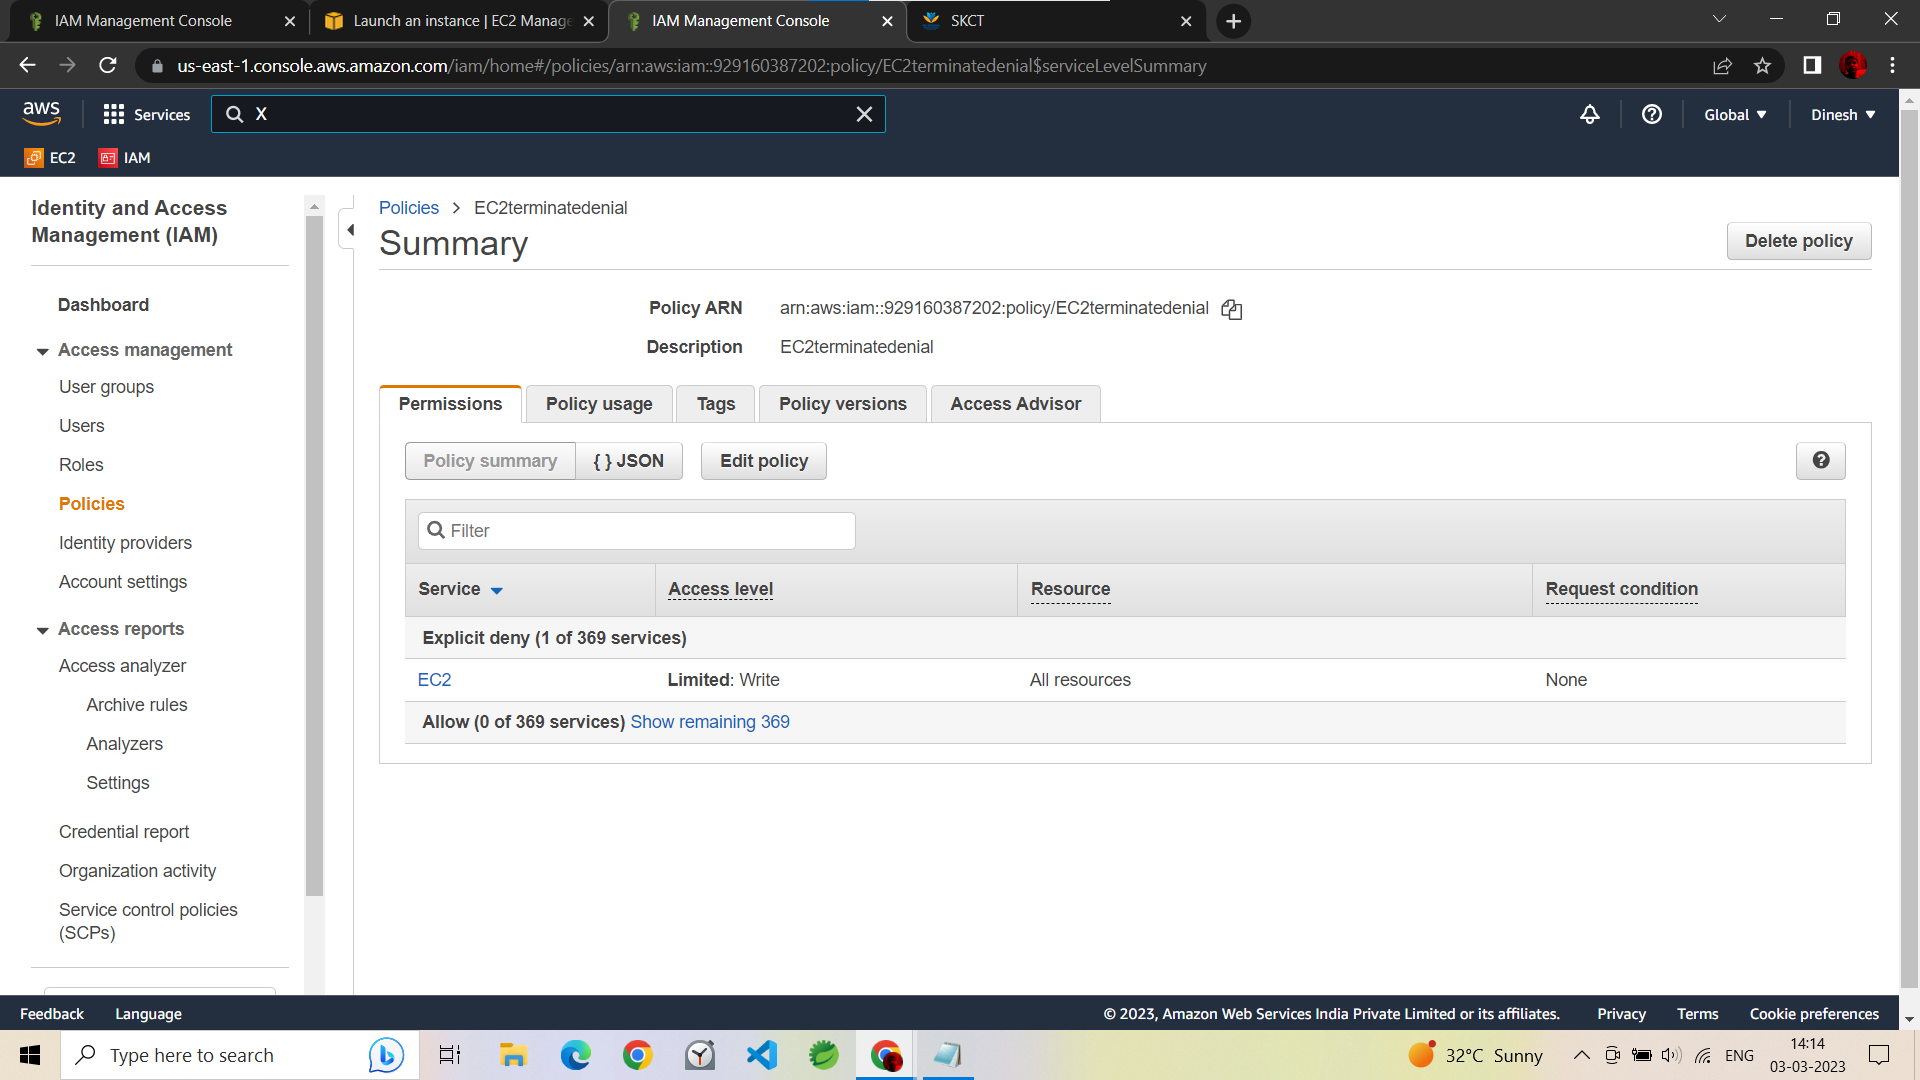 IAM Management Console
Launch an instance | EC2 Manage
IAM Management Console
SKCT
us-east-1.console.aws.amazon.com/iam/home#/policies/arn:aws:iam::929160387202:policy/EC2terminatedenial$serviceLevelSummary
aws
Services
X
Global
Dinesh
EC2
IAM
Identity and Access
Management (IAM)
Dashboard
Access management
User groups
Users
Roles
Policies
Identity providers
Account settings
Access reports
Access analyzer
Archive rules
Analyzers
Settings
Credential report
Organization activity
Service control policies
(SCPs)
Policies > EC2terminatedenial
Summary
Delete policy
Policy ARN arn:aws:iam::929160387202:policy/EC2terminatedenial
Description EC2terminatedenial
Permissions Policy usage Tags Policy versions Access Advisor
Policy summary { } JSON Edit policy
Filter
Service Access level Resource Request condition
Explicit deny (1 of 369 services)
EC2 Limited: Write All resources None
Allow (0 of 369 services) Show remaining 369
Feedback Language
© 2023, Amazon Web Services India Private Limited or its affiliates. Privacy Terms Cookie preferences
Type here to search
32°C Sunny
ENG
14:14
03-03-2023